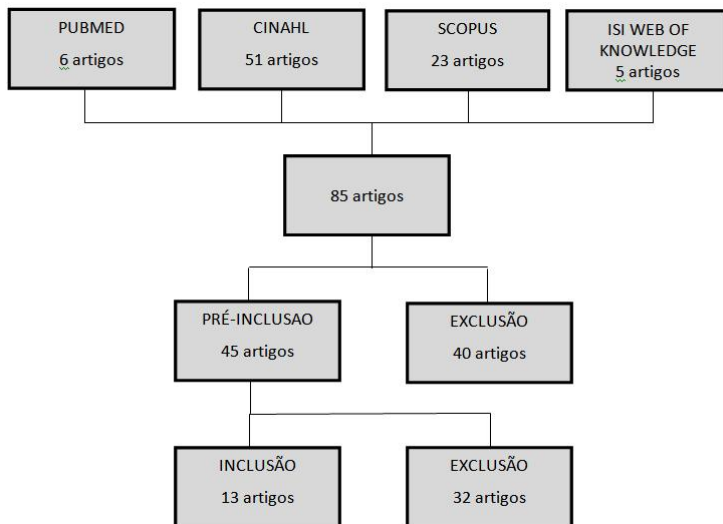 PUBMED
6 artigos
CINAHL
51 artigos
SCOPUS
23 artigos
ISI WEB OF
KNOWLEDGE
5 artigos
85 artigos
PRÉ-INCLUSAO
45 artigos
EXCLUSÃO
40 artigos
INCLUSÃO
13 artigos
EXCLUSÃO
32 artigos